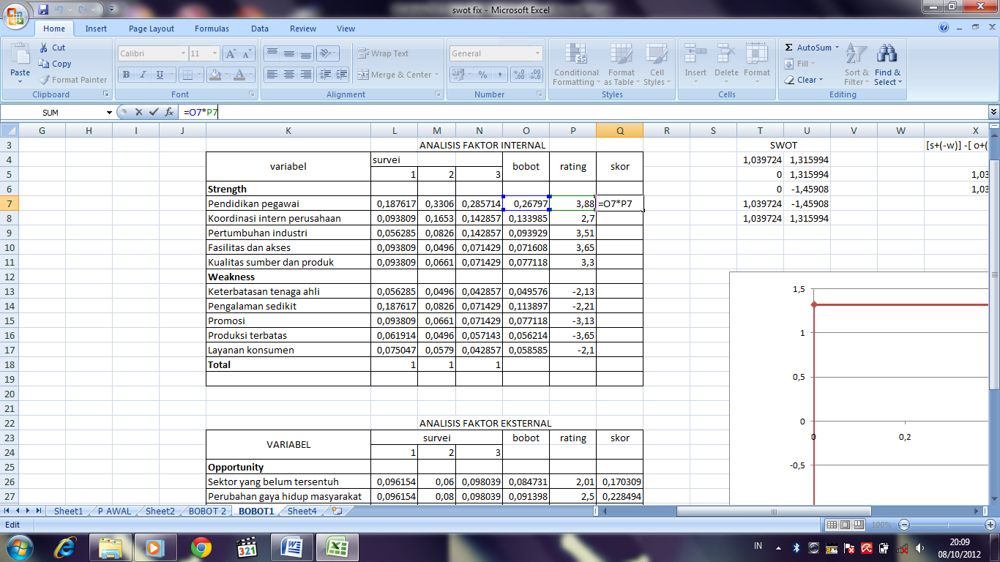 swot fix - Microsoft Excel
Home Insert Page Layout Formulas Data Review View
Paste Cut Copy Format Painter Clipboard
Calibri 11 B I U Font
Wrap Text Merge & Center Alignment
General % Number
Conditional Formatting Format as Table Cell Styles Styles
Insert Delete Format Cells
Σ AutoSum Fill Clear Sort & Filter Find & Select Editing
SUM fx =O7*P7
G H I J K L M N O P Q R S T U V W X
3 ANALISIS FAKTOR INTERNAL SWOT [s+(-w)] -[ o+(
4 variabel survei bobot rating skor 1,039724 1,315994
5 1 2 3 0 1,315994 1,03
6 Strength 0 -1,45908 1,03
7 Pendidikan pegawai 0,187617 0,3306 0,285714 0,26797 3,88 =O7*P7 1,039724 -1,45908
8 Koordinasi intern perusahaan 0,093809 0,1653 0,142857 0,133985 2,7 1,039724 1,315994
9 Pertumbuhan industri 0,056285 0,0826 0,142857 0,093929 3,51
10 Fasilitas dan akses 0,093809 0,0496 0,071429 0,071608 3,65
11 Kualitas sumber dan produk 0,093809 0,0661 0,071429 0,077118 3,3
12 Weakness
13 Keterbatasan tenaga ahli 0,056285 0,0496 0,042857 0,049576 -2,13
14 Pengalaman sedikit 0,187617 0,0826 0,071429 0,113897 -2,21
15 Promosi 0,093809 0,0661 0,071429 0,077118 -3,13
16 Produksi terbatas 0,061914 0,0496 0,057143 0,056214 -3,65
17 Layanan konsumen 0,075047 0,0579 0,042857 0,058585 -2,1
18 Total 1 1 1
19
20
21
22 ANALISIS FAKTOR EKSTERNAL
23 VARIABEL survei bobot rating skor
24 1 2 3
25 Opportunity
26 Sektor yang belum tersentuh 0,096154 0,06 0,098039 0,084731 2,01 0,170309
27 Perubahan gaya hidup masyarakat 0,096154 0,08 0,098039 0,091398 2,5 0,228494
1,5
1
0,5
0
0 0,2
-0,5
Sheet1 P AWAL Sheet2 BOBOT 2 BOBOT1 Sheet4
Edit 100%
321 IN 20:09
08/10/2012